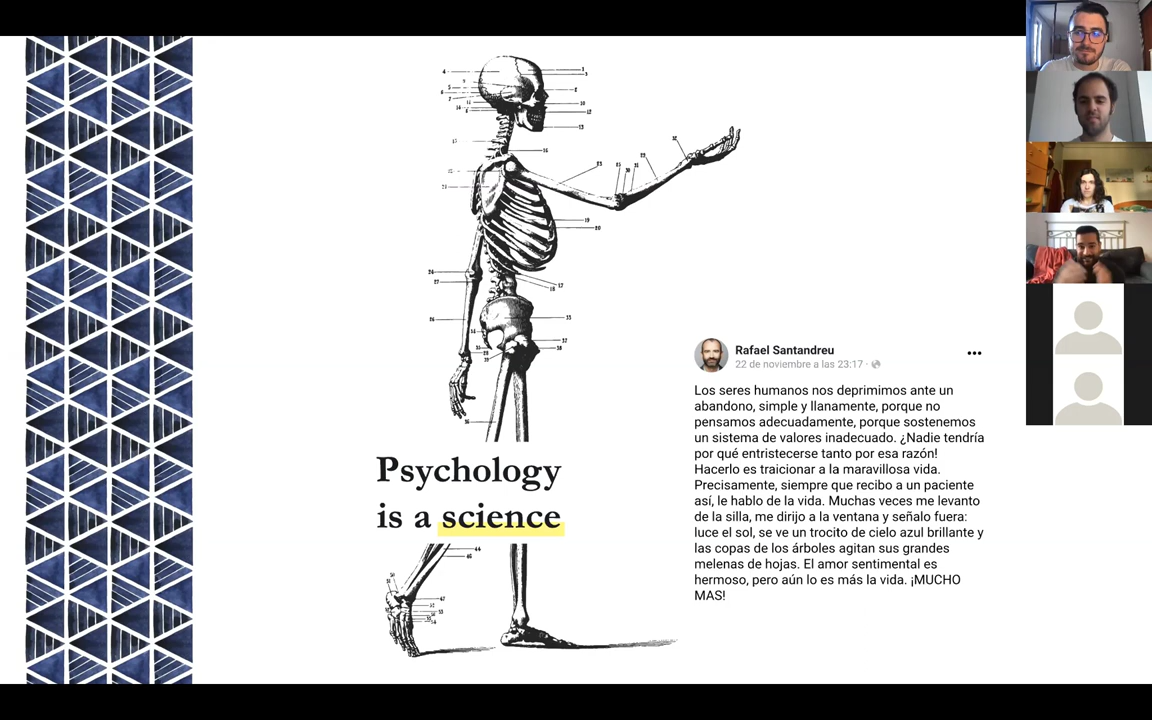 Psychology
is a science
Rafael Santandreu
22 de noviembre a las 23:17 ·
Los seres humanos nos deprimimos ante un
abandono, simple y llanamente, porque no
pensamos adecuadamente, porque sostenemos
un sistema de valores inadecuado. ¿Nadie tendría
por qué entristecerse tanto por esa razón!
Hacerlo es traicionar a la maravillosa vida.
Precisamente, siempre que recibo a un paciente
así, le hablo de la vida. Muchas veces me levanto
de la silla, me dirijo a la ventana y señalo fuera:
luce el sol, se ve un trocito de cielo azul brillante y
las copas de los árboles agitan sus grandes
melenas de hojas. El amor sentimental es
hermoso, pero aún lo es más la vida. ¡MUCHO
MAS!